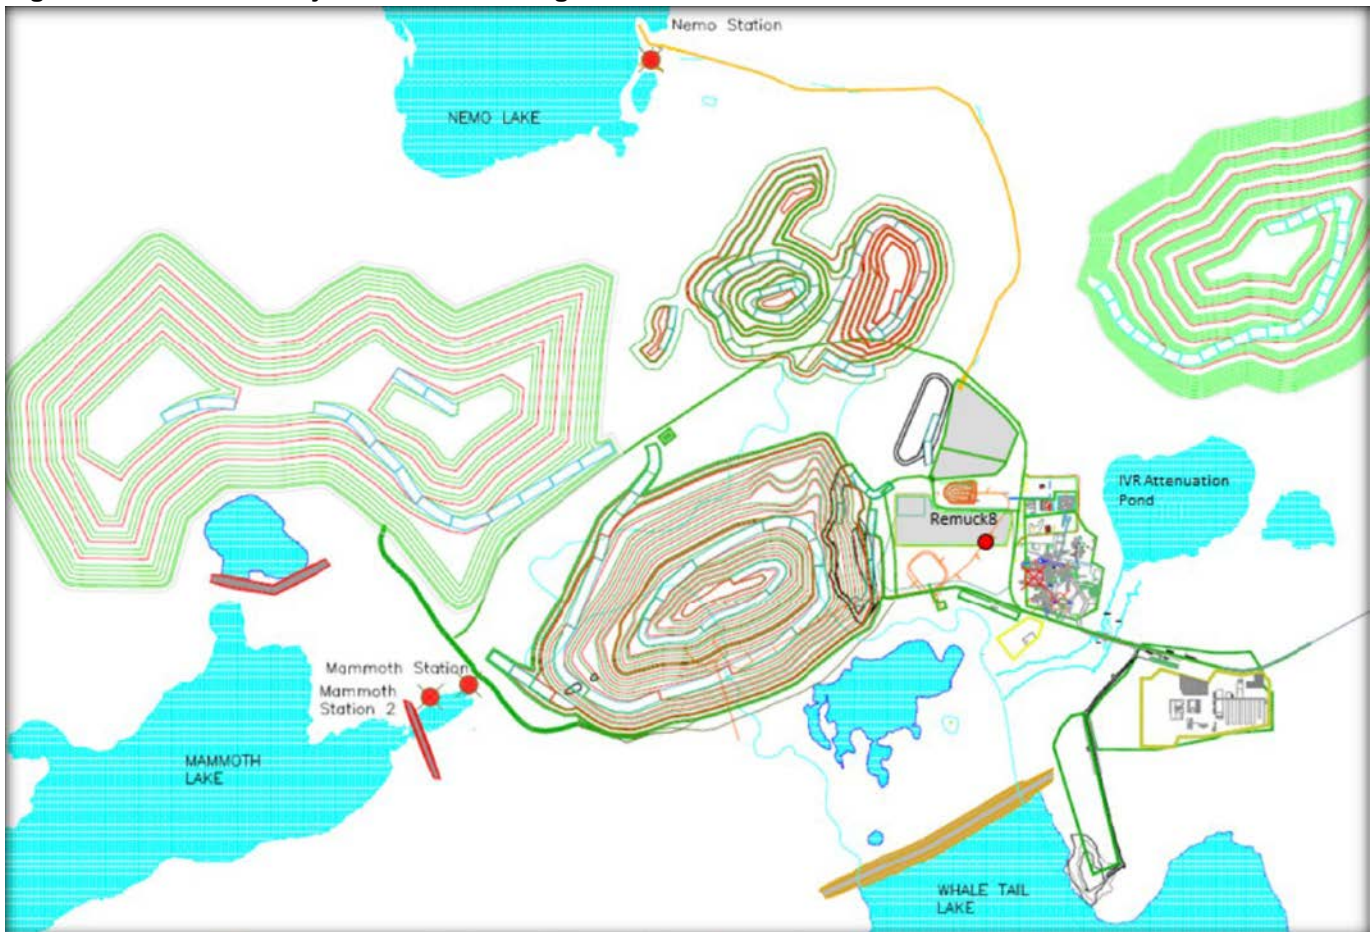 Nemo Station
NEMO LAKE
IVR Attenuation
Pond
Remuck8
Mammoth Station
Mammoth
Station 2
MAMMOTH
LAKE
WHALE TAIL
LAKE